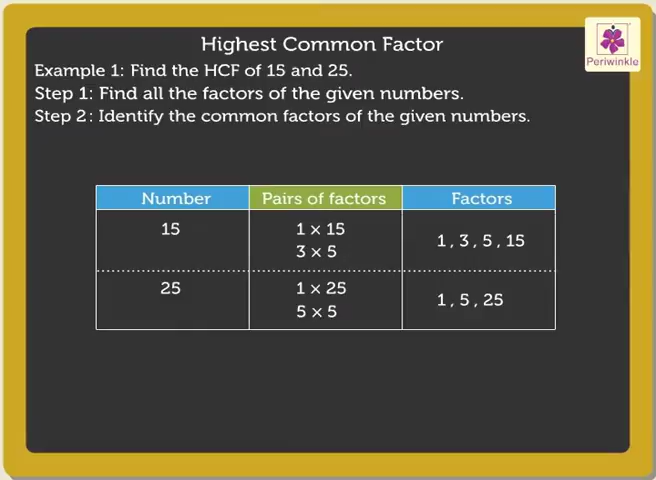 Highest Common Factor
Periwinkle
Example 1: Find the HCF of 15 and 25.
Step 1: Find all the factors of the given numbers.
Step 2: Identify the common factors of the given numbers.
Number Pairs of factors Factors
15 1 × 15 1 , 3 , 5 , 15
3 × 5
25 1 × 25 1 , 5 , 25
5 × 5